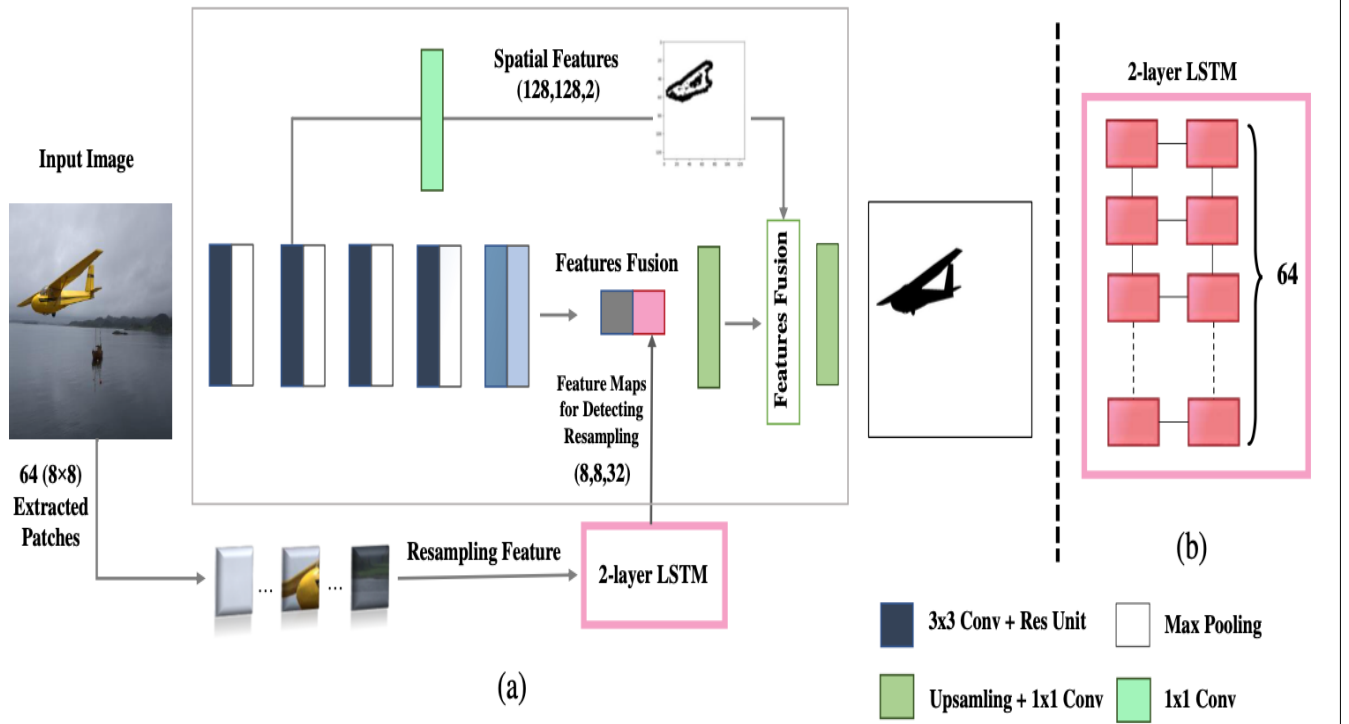 Spatial Features
(128,128,2)
Input Image
2-layer LSTM
Features Fusion
Features Fusion
64
Feature Maps
for Detecting
Resampling
(8,8,32)
64 (8×8)
Extracted
Patches
...
...
Resampling Feature
2-layer LSTM
(a)
(b)
3x3 Conv + Res Unit
Max Pooling
Upsamling + 1x1 Conv
1x1 Conv